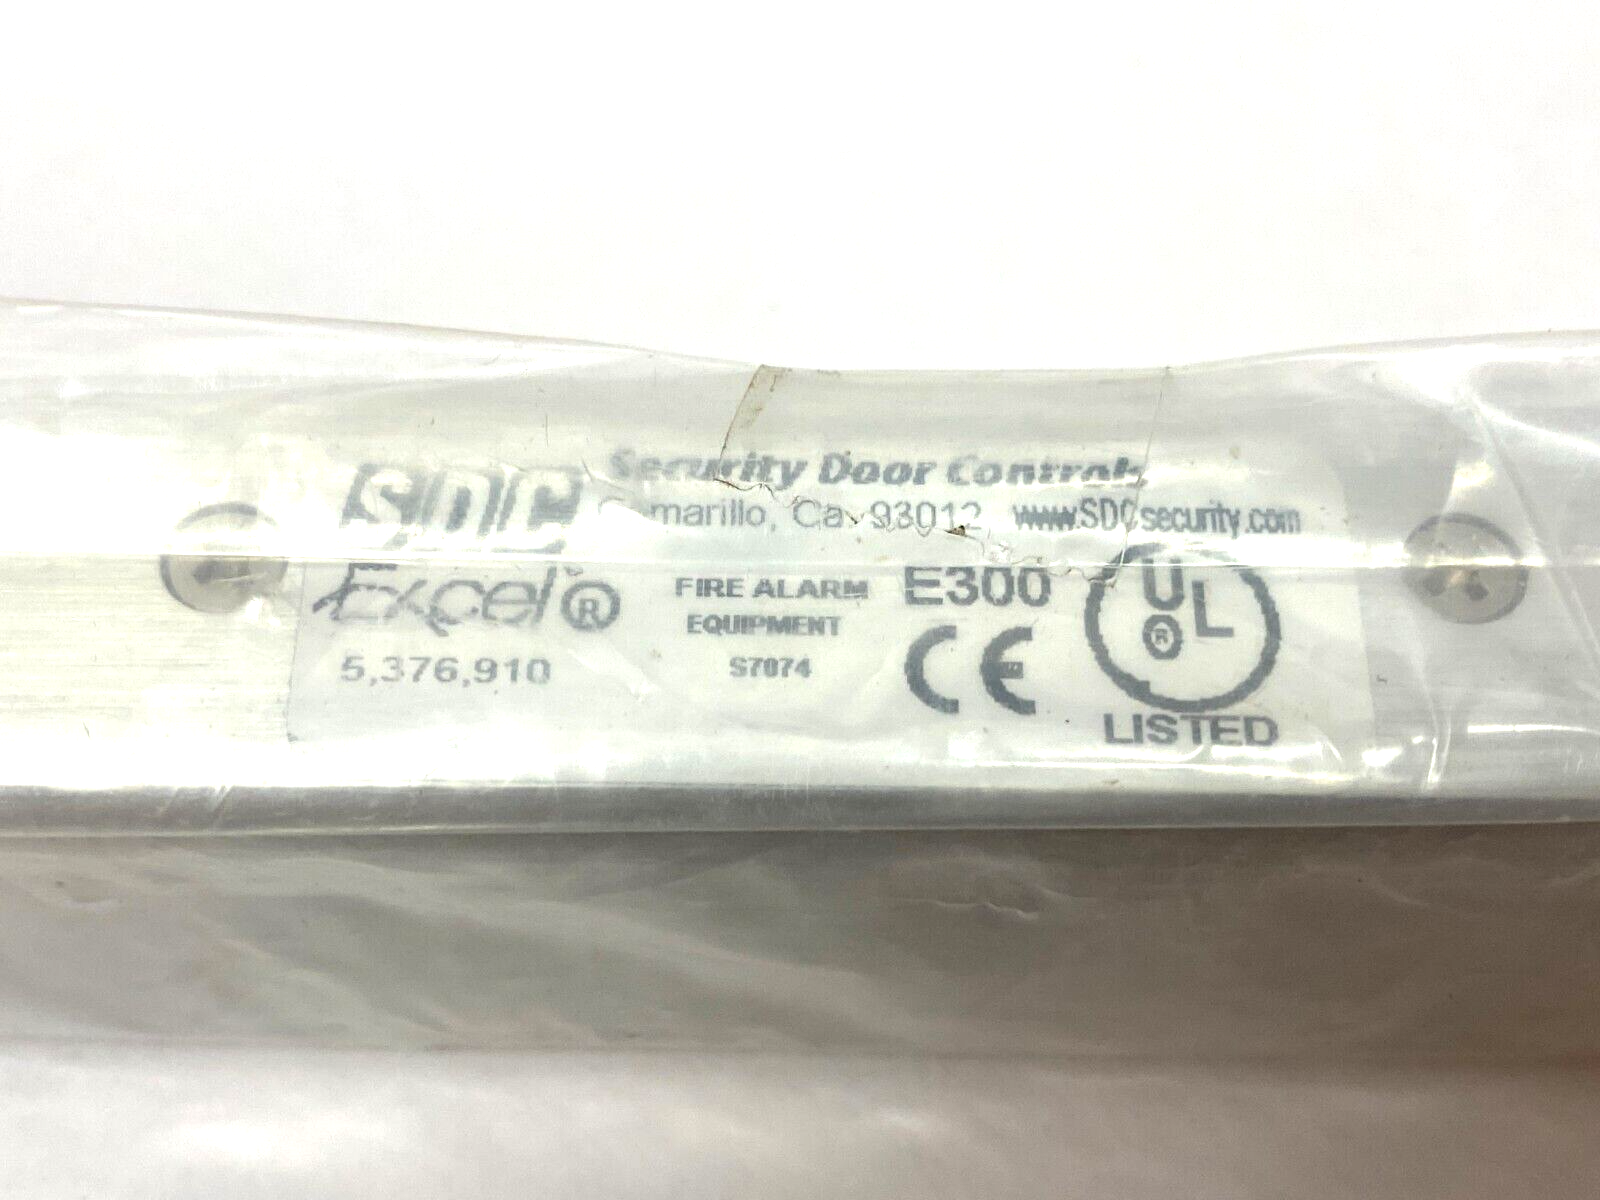 SDC Security Door Controls
Camarillo, Ca. 93012 www.SDCsecurity.com
Excel®
FIRE ALARM
EQUIPMENT
S7074
5,376,910
E300
CE
UL ®
LISTED